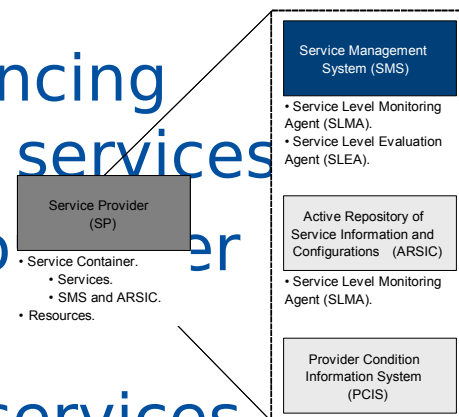 ncing
services
er
services
Service Provider
(SP)
• Service Container.
• Services.
• SMS and ARSIC.
• Resources.
Service Management
System (SMS)
• Service Level Monitoring
Agent (SLMA).
• Service Level Evaluation
Agent (SLEA).
Active Repository of
Service Information and
Configurations (ARSIC)
• Service Level Monitoring
Agent (SLMA).
Provider Condition
Information System
(PCIS)